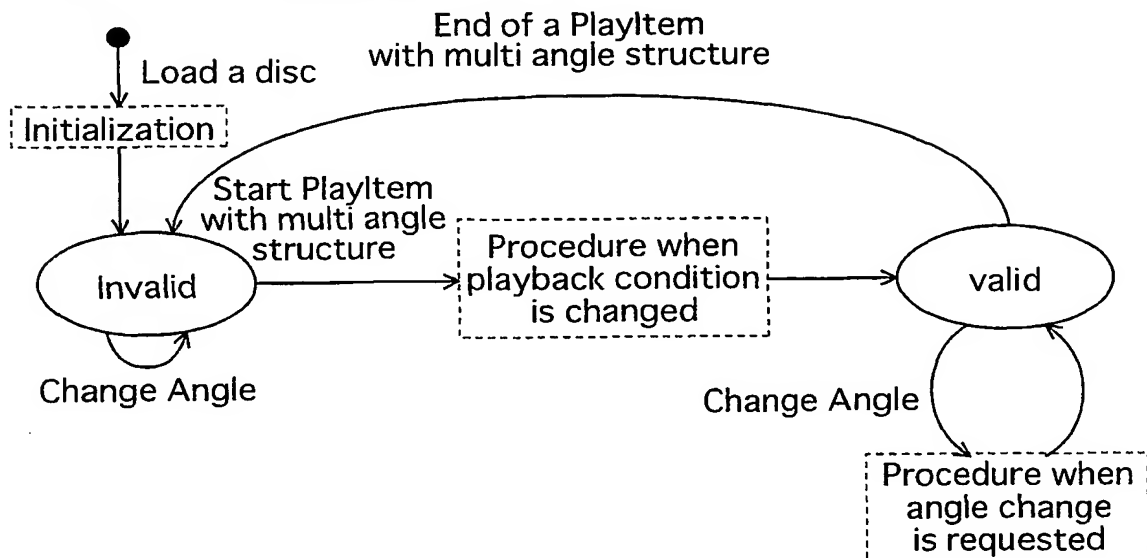 End of a PlayItem
with multi angle structure
Load a disc
Initialization
Start PlayItem
with multi angle
structure
Procedure when
playback condition
is changed
Invalid
valid
Change Angle
Change Angle
Procedure when
angle change
is requested